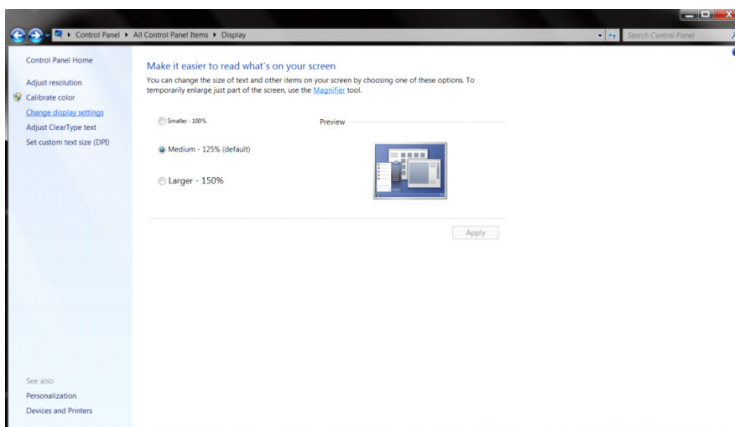 Control Panel ▸ All Control Panel Items ▸ Display
Search Control Panel
Control Panel Home
Adjust resolution
Calibrate color
Change display settings
Adjust ClearType text
Set custom text size (DPI)
See also
Personalization
Devices and Printers
Make it easier to read what's on your screen
You can change the size of text and other items on your screen by choosing one of these options. To
temporarily enlarge just part of the screen, use the Magnifier tool.
Smaller - 100%
Preview
Medium - 125% (default)
Larger - 150%
Apply